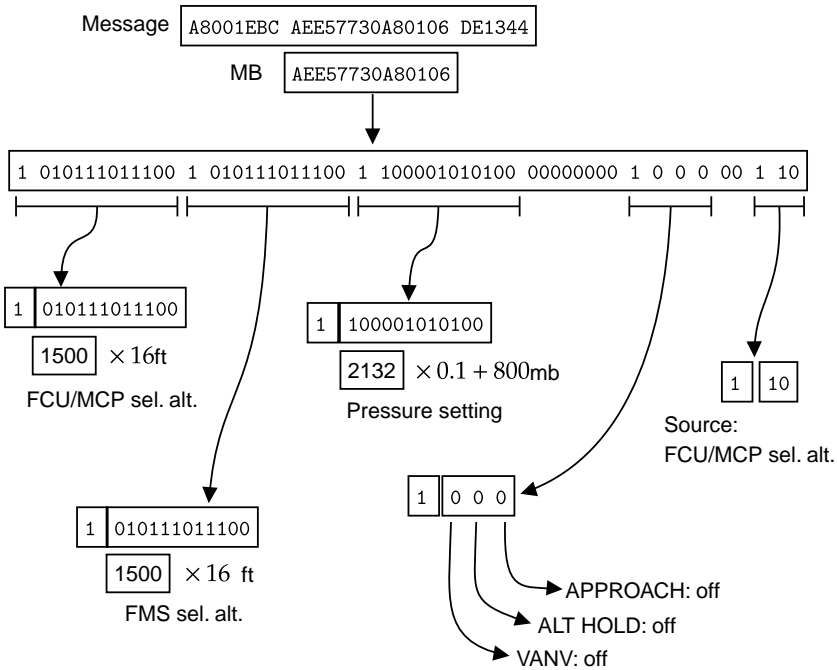 Message A8001EBC AEE57730A80106 DE1344
MB AEE57730A80106
1 010111011100 1 010111011100 1 100001010100 00000000 1 0 0 0 00 1 10
1 010111011100
1500 × 16ft
FCU/MCP sel. alt.
1 100001010100
2132 × 0.1 + 800mb
Pressure setting
1 10
Source:
FCU/MCP sel. alt.
1 0 0 0
1 010111011100
1500 × 16 ft
FMS sel. alt.
APPROACH: off
ALT HOLD: off
VANV: off